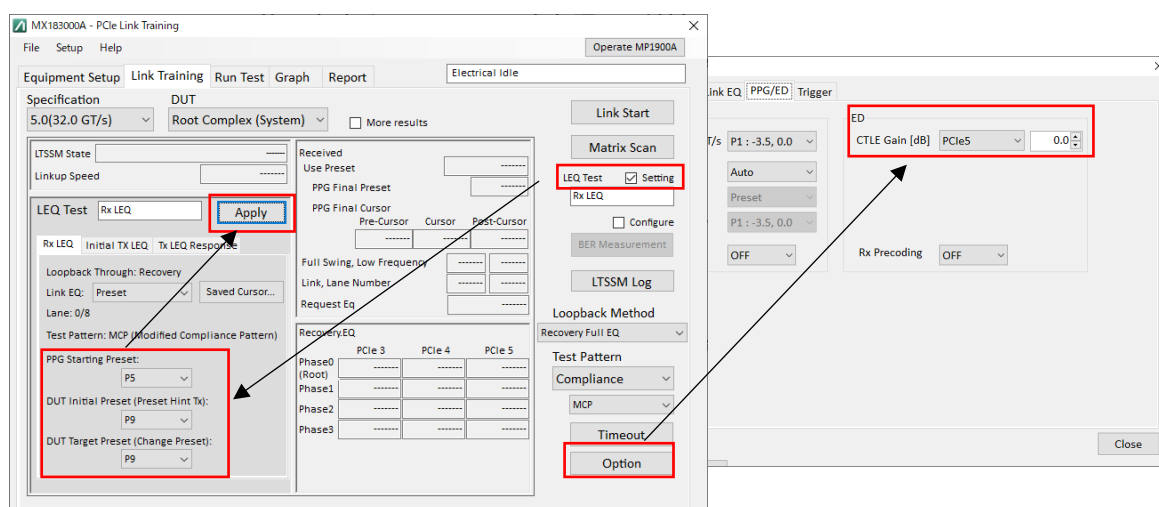 MX183000A - PCIe Link Training
File Setup Help
Operate MP1900A
Equipment Setup Link Training Run Test Graph Report
Electrical Idle
Specification DUT
5.0(32.0 GT/s) Root Complex (System) More results
Link Start
Matrix Scan
LTSSM State -----
Linkup Speed -------
LEQ Test Setting
Rx LEQ
Configure
BER Measurement
LTSSM Log
Loopback Method
Recovery Full EQ
Test Pattern
Compliance
MCP
Timeout
Option
LEQ Test Rx LEQ Apply
Rx LEQ Initial TX LEQ Tx LEQ Response
Loopback Through: Recovery
Link EQ: Preset Saved Cursor...
Lane: 0/8
Test Pattern: MCP (Modified Compliance Pattern)
PPG Starting Preset:
P5
DUT Initial Preset (Preset Hint Tx):
P9
DUT Target Preset (Change Preset):
P9
Received
Use Preset -------
PPG Final Preset -------
PPG Final Cursor
Pre-Cursor Cursor Post-Cursor
------- ------- -------
Full Swing, Low Frequency ------- -------
Link, Lane Number ------- -------
Request Eq -------
Recovery.EQ
PCIe 3 PCIe 4 PCIe 5
Phase0 ------- ------- -------
(Root)
Phase1 ------- ------- -------
Phase2 ------- ------- -------
Phase3 ------- ------- -------
Link EQ PPG/ED Trigger
T/s P1 : -3.5, 0.0
Auto
Preset
P1 : -3.5, 0.0
OFF
ED
CTLE Gain [dB] PCIe5 0.0
Rx Precoding OFF
Close